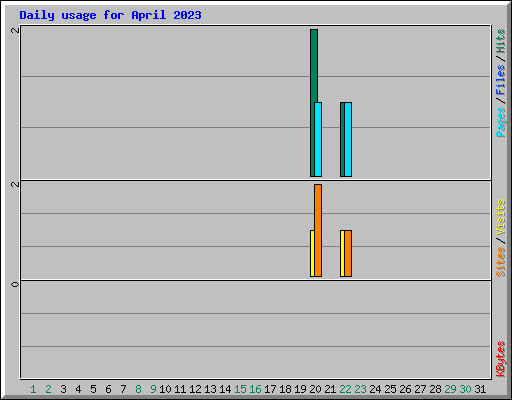 Daily usage for April 2023
2
2
0
Pages / Files / Hits
Sites / Visits
KBytes
1 2 3 4 5 6 7 8 9 10 11 12 13 14 15 16 17 18 19 20 21 22 23 24 25 26 27 28 29 30 31